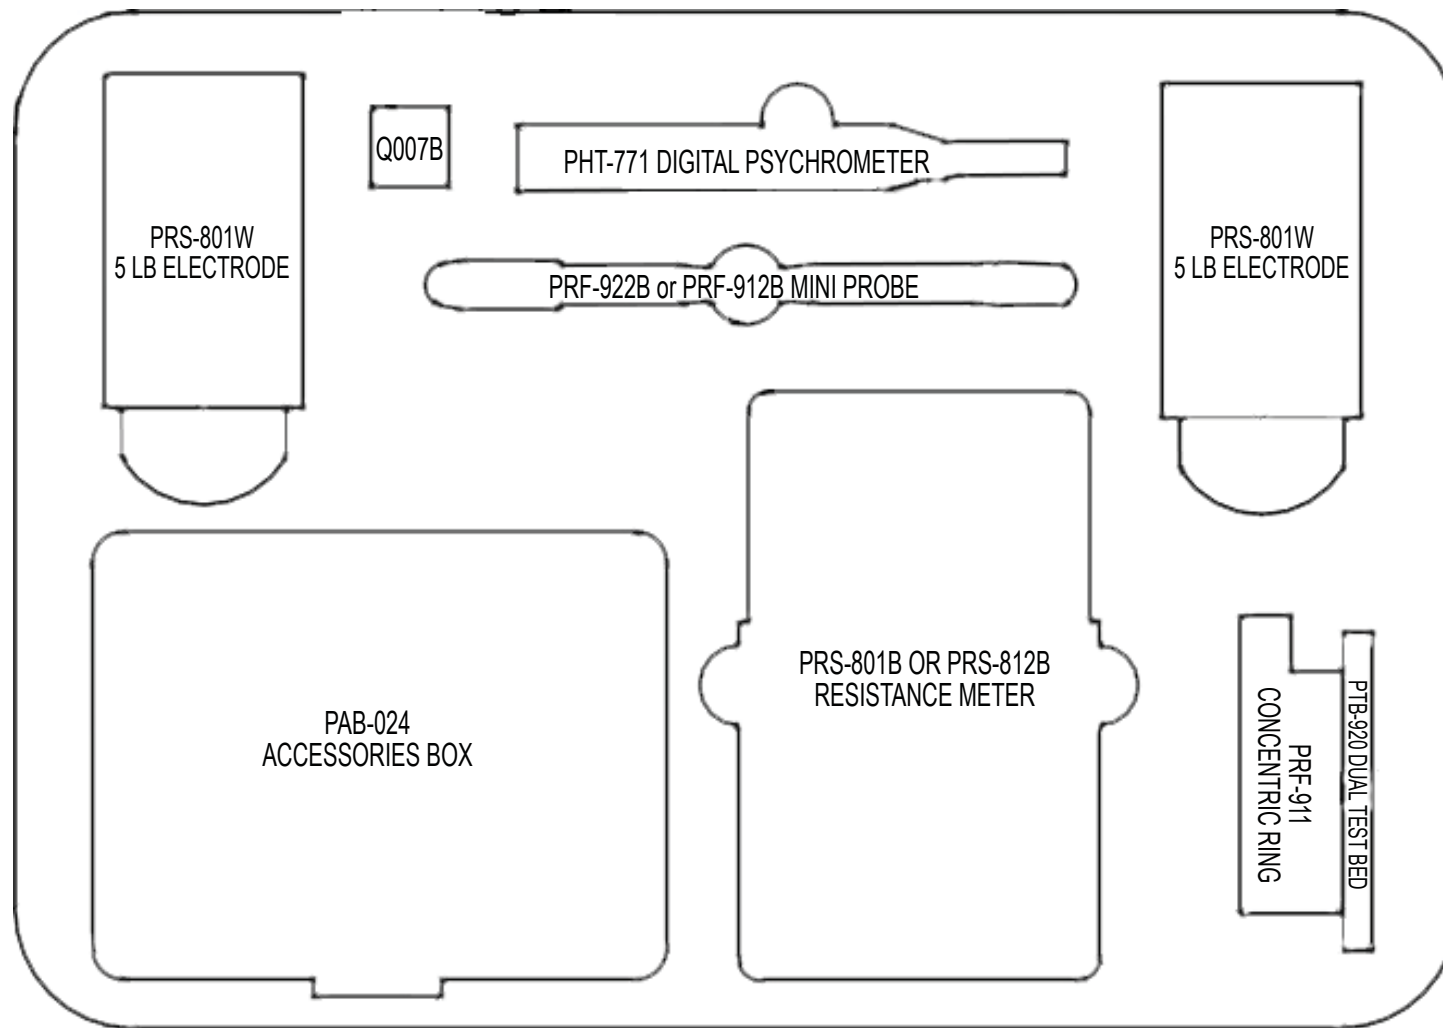 Q007B
PHT-771 DIGITAL PSYCHROMETER
PRS-801W
5 LB ELECTRODE
PRS-801W
5 LB ELECTRODE
PRF-922B or PRF-912B MINI PROBE
PRS-801B OR PRS-812B
RESISTANCE METER
PAB-024
ACCESSORIES BOX
PRF-911
CONCENTRIC RING
PTB-920 DUAL TEST BED